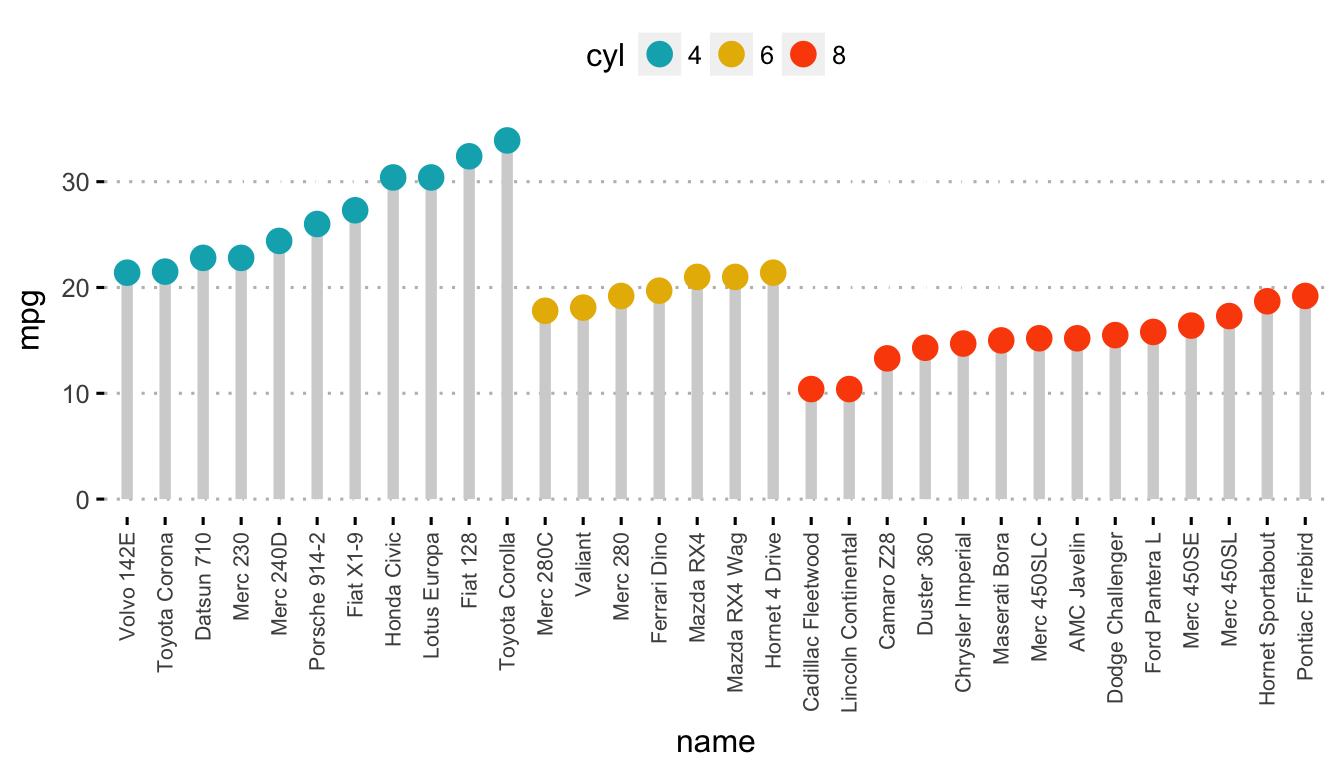 cyl 4 6 8
mpg
30
20
10
0
Volvo 142E
Toyota Corona
Datsun 710
Merc 230
Merc 240D
Porsche 914-2
Fiat X1-9
Honda Civic
Lotus Europa
Fiat 128
Toyota Corolla
Merc 280C
Valiant
Merc 280
Ferrari Dino
Mazda RX4
Mazda RX4 Wag
Hornet 4 Drive
Cadillac Fleetwood
Lincoln Continental
Camaro Z28
Duster 360
Chrysler Imperial
Maserati Bora
Merc 450SLC
AMC Javelin
Dodge Challenger
Ford Pantera L
Merc 450SE
Merc 450SL
Hornet Sportabout
Pontiac Firebird
name